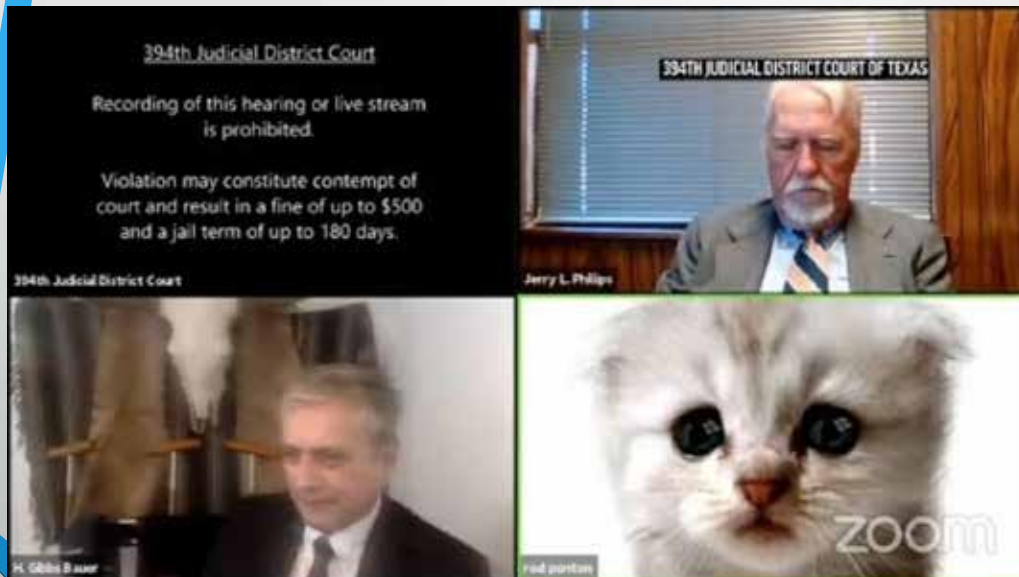 394th Judicial District Court
Recording of this hearing or live stream
is prohibited.
Violation may constitute contempt of
court and result in a fine of up to $500
and a jail term of up to 180 days.
394th Judicial District Court
394TH JUDICIAL DISTRICT COURT OF TEXAS
Jerry L. Philips
H. Gibbs Bauer
rod ponton
zoom